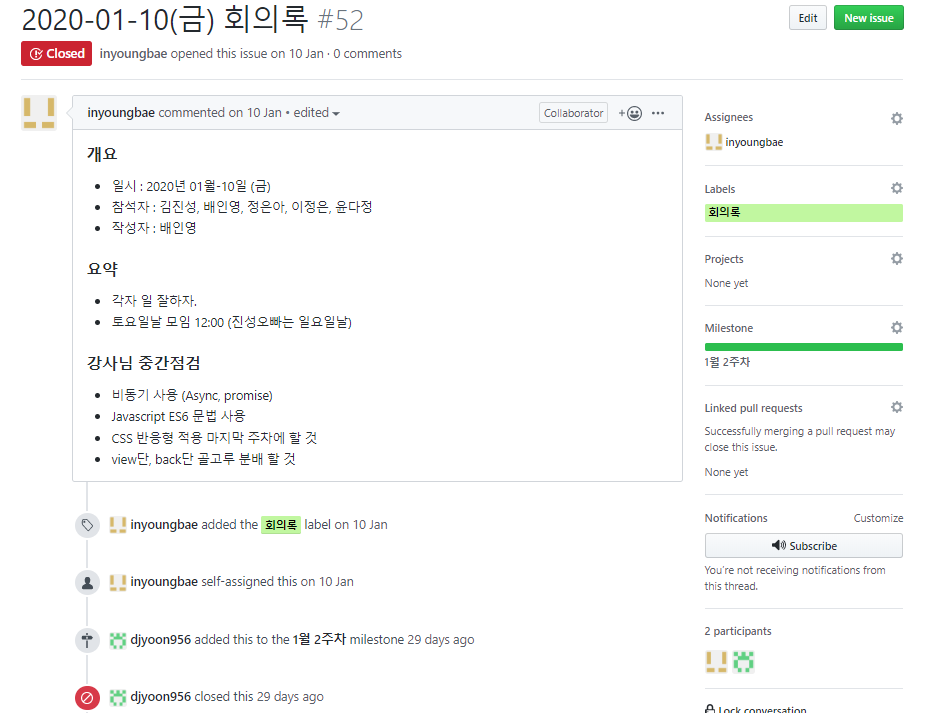 2020-01-10(금) 회의록 #52
Edit
New issue
Closed
inyoungbae opened this issue on 10 Jan · 0 comments
inyoungbae commented on 10 Jan • edited
Collaborator
개요
일시 : 2020년 01월-10일 (금)
참석자 : 김진성, 배인영, 정은아, 이정은, 윤다정
작성자 : 배인영
요약
각자 일 잘하자.
토요일날 모임 12:00 (진성오빠는 일요일날)
강사님 중간점검
비동기 사용 (Async, promise)
Javascript ES6 문법 사용
CSS 반응형 적용 마지막 주차에 할 것
view단, back단 골고루 분배 할 것
inyoungbae added the 회의록 label on 10 Jan
inyoungbae self-assigned this on 10 Jan
djyoon956 added this to the 1월 2주차 milestone 29 days ago
djyoon956 closed this 29 days ago
Assignees
inyoungbae
Labels
회의록
Projects
None yet
Milestone
1월 2주차
Linked pull requests
Successfully merging a pull request may
close this issue.
None yet
Notifications
Customize
Subscribe
You're not receiving notifications from
this thread.
2 participants
Lock conversation